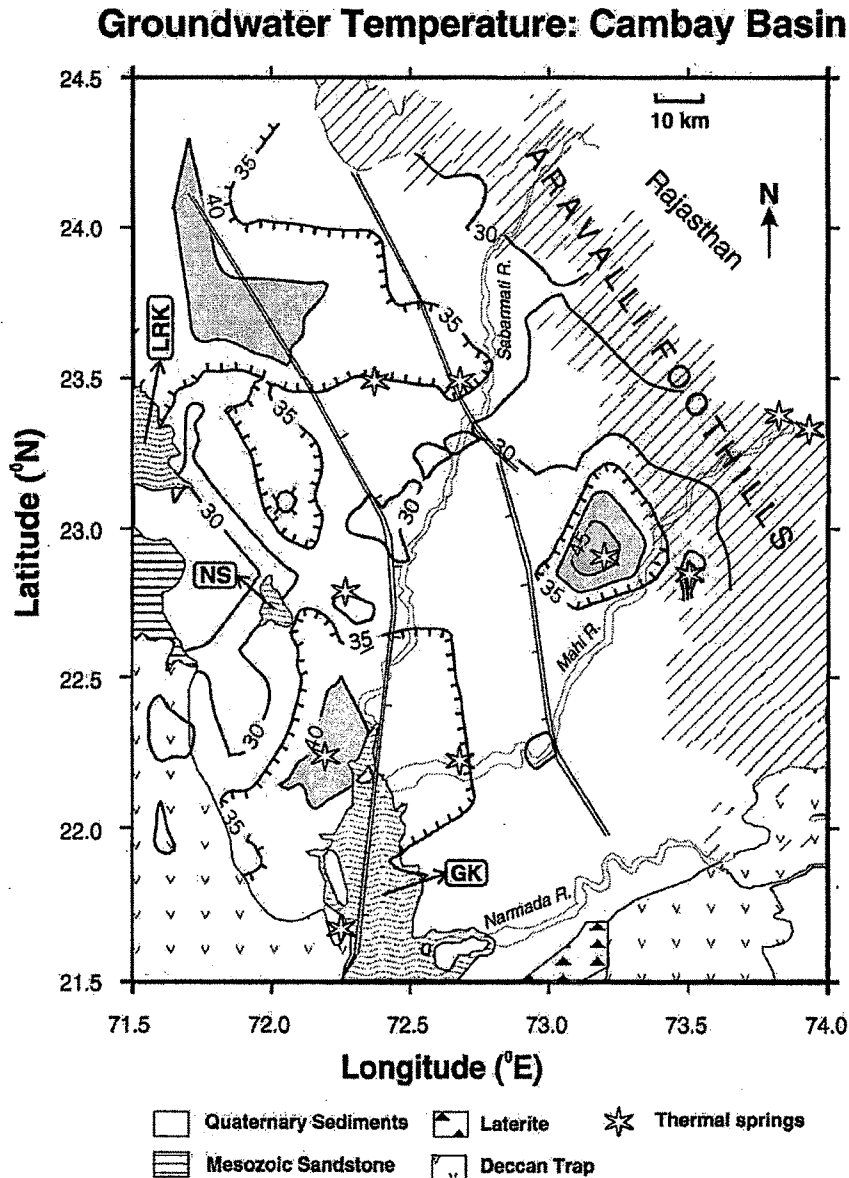 Groundwater Temperature: Cambay Basin
24.5
24.0
23.5
23.0
22.5
22.0
21.5
Latitude (⁰N)
71.5 72.0 72.5 73.0 73.5 74.0
Longitude (⁰E)
10 km
N
Rajasthan
ARAVALLI FOOTHILLS
Sabarmati R.
Mahi R.
Narmada R.
LRK
NS
GK
35
40
30
35
35
30
30
30
45
35
35
30
40
35
Quaternary Sediments
Laterite
Thermal springs
Mesozoic Sandstone
Deccan Trap